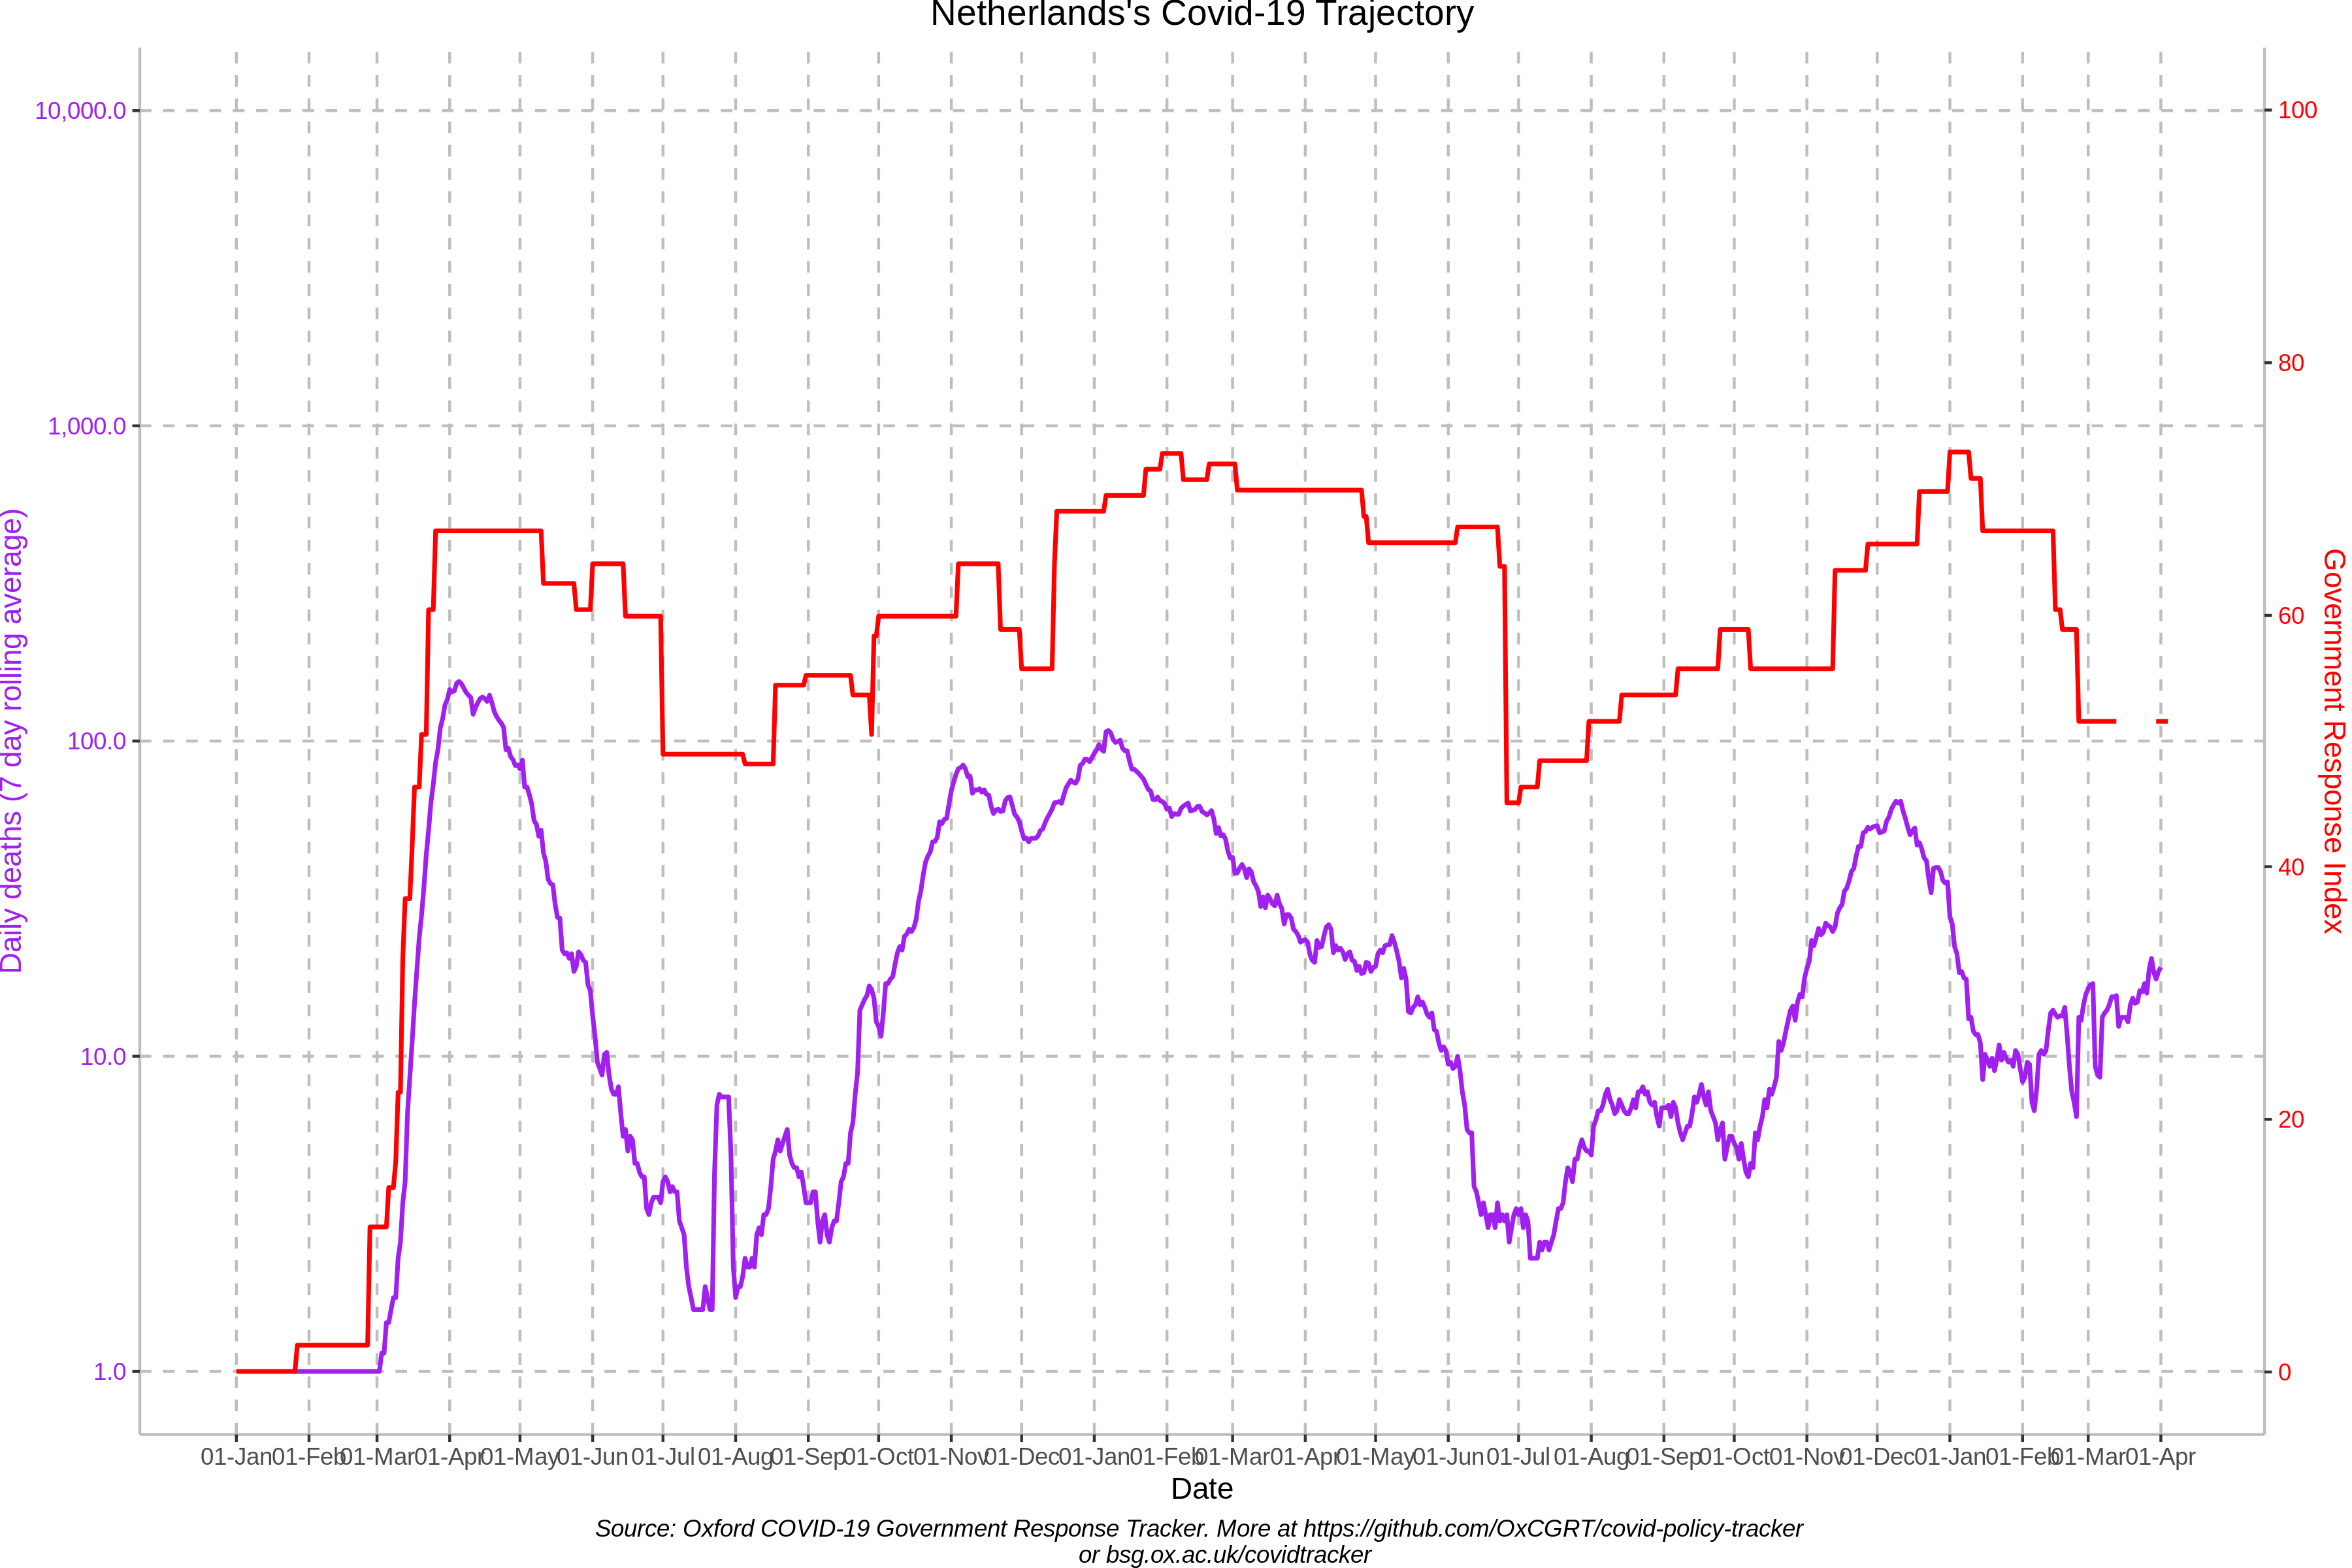 Netherlands's Covid-19 Trajectory
10,000.0
1,000.0
100.0
10.0
1.0
Daily deaths (7 day rolling average)
100
80
60
40
20
0
Government Response Index
01-Jan 01-Feb 01-Mar 01-Apr 01-May 01-Jun 01-Jul 01-Aug 01-Sep 01-Oct 01-Nov 01-Dec 01-Jan 01-Feb 01-Mar 01-Apr 01-May 01-Jun 01-Jul 01-Aug 01-Sep 01-Oct 01-Nov 01-Dec 01-Jan 01-Feb 01-Mar 01-Apr
Date
Source: Oxford COVID-19 Government Response Tracker. More at https://github.com/OxCGRT/covid-policy-tracker
or bsg.ox.ac.uk/covidtracker